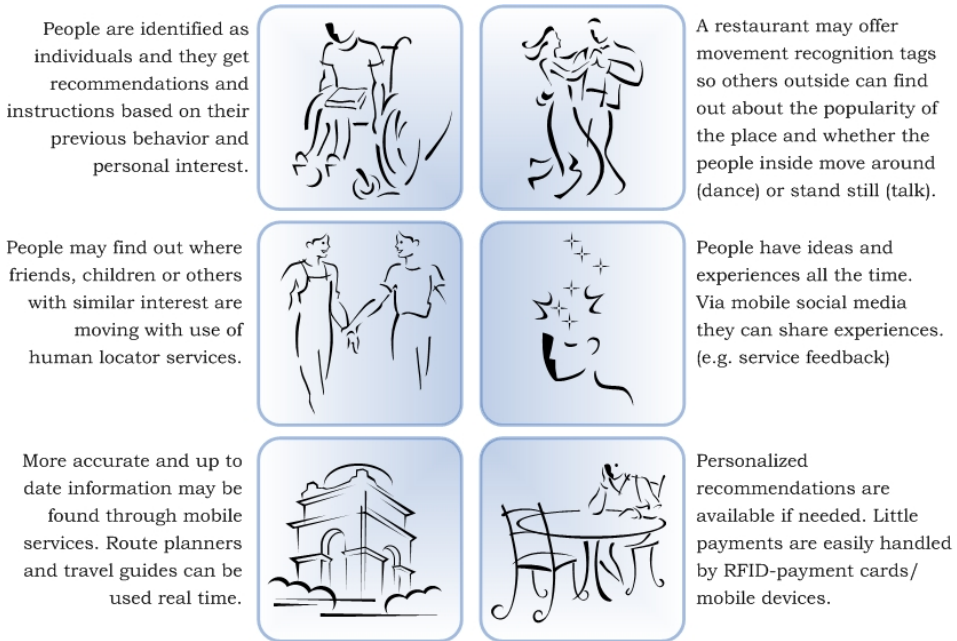 People are identified as
individuals and they get
recommendations and
instructions based on their
previous behavior and
personal interest.
A restaurant may offer
movement recognition tags
so others outside can find
out about the popularity of
the place and whether the
people inside move around
(dance) or stand still (talk).
People may find out where
friends, children or others
with similar interest are
moving with use of
human locator services.
People have ideas and
experiences all the time.
Via mobile social media
they can share experiences.
(e.g. service feedback)
More accurate and up to
date information may be
found through mobile
services. Route planners
and travel guides can be
used real time.
Personalized
recommendations are
available if needed. Little
payments are easily handled
by RFID-payment cards/
mobile devices.